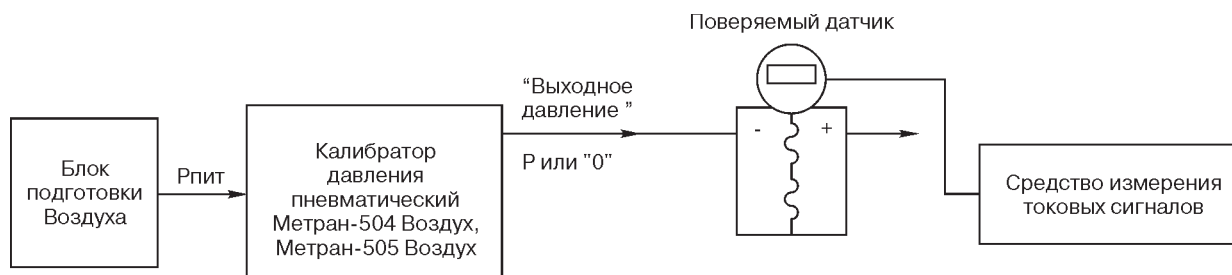 Поверяемый датчик
“Выходное
давление ”
Р или "0"
- +
Блок
подготовки
Воздуха
Рпит
Калибратор
давления
пневматический
Метран-504 Воздух,
Метран-505 Воздух
Средство измерения
токовых сигналов